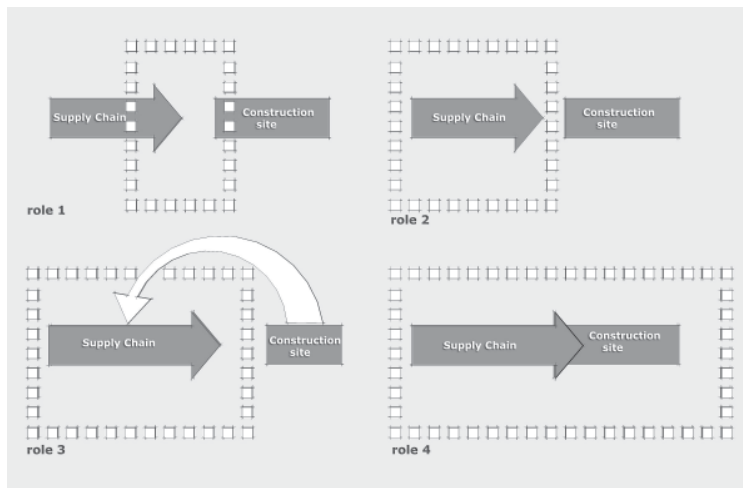 Supply Chain
Construction
site
role 1
Supply Chain
Construction
site
role 2
Supply Chain
Construction
site
role 3
Supply Chain
Construction
site
role 4